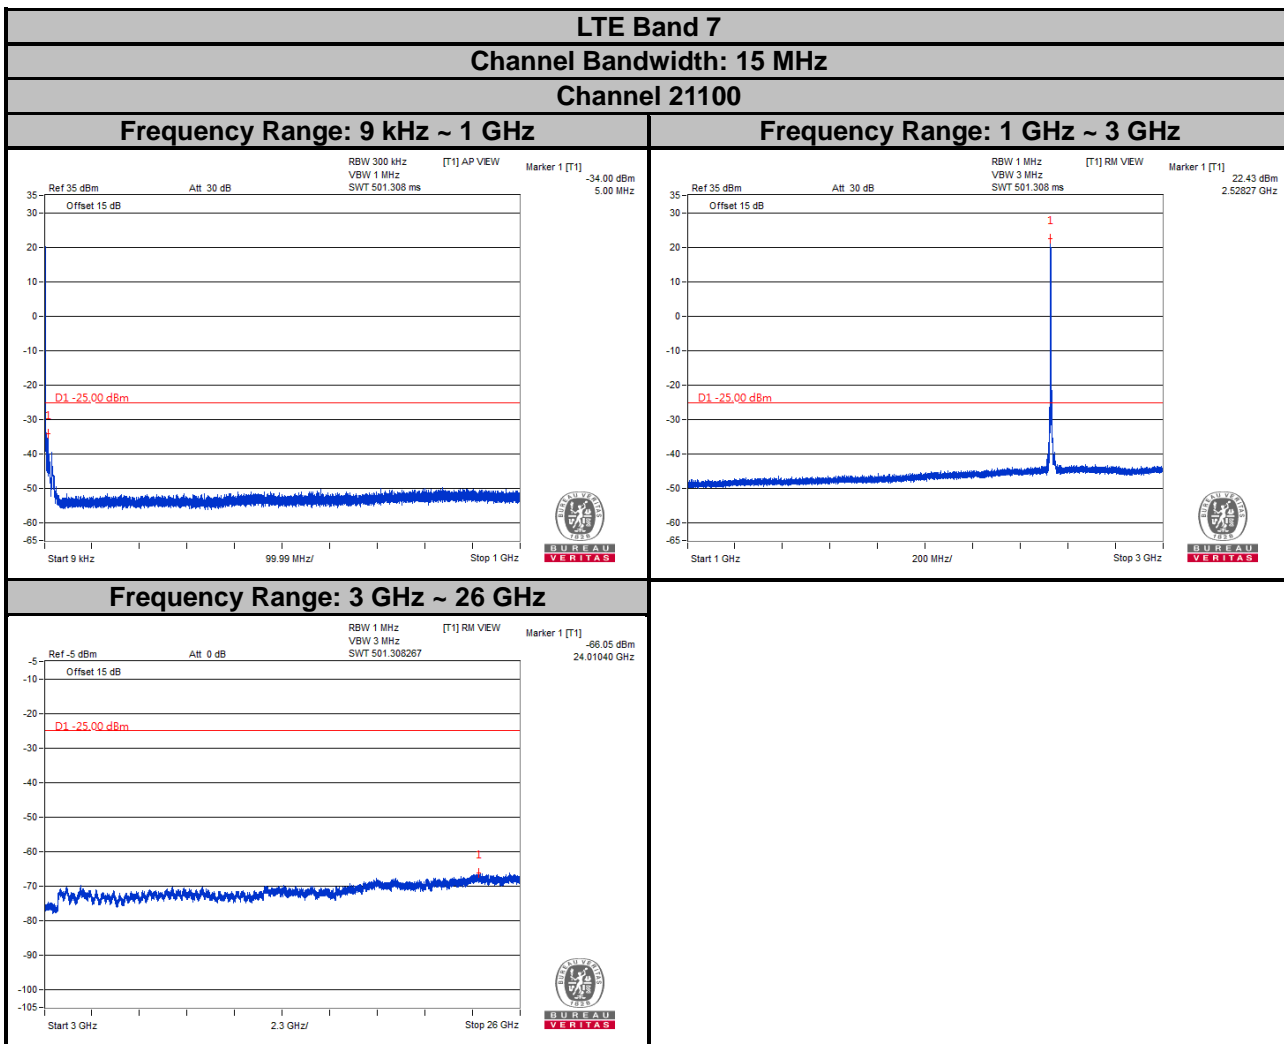 LTE Band 7
Channel Bandwidth: 15 MHz
Channel 21100
Frequency Range: 9 kHz ~ 1 GHz
RBW 300 kHz [T1] AP VIEW
VBW 1 MHz
Ref 35 dBm Att 30 dB SWT 501.308 ms
Marker 1 [T1]
-34.00 dBm
5.00 MHz
Offset 15 dB
35
30
20
10
0
-10
-20
-30
-40
-50
-60
-65
D1 -25.00 dBm
1
Start 9 kHz 99.99 MHz/ Stop 1 GHz
BUREAU VERITAS
1828
BUREAU
VERITAS
Frequency Range: 1 GHz ~ 3 GHz
RBW 1 MHz [T1] RM VIEW
VBW 3 MHz
Ref 35 dBm Att 30 dB SWT 501.308 ms
Marker 1 [T1]
22.43 dBm
2.52827 GHz
Offset 15 dB
35
30
20
10
0
-10
-20
-30
-40
-50
-60
-65
1
D1 -25.00 dBm
Start 1 GHz 200 MHz/ Stop 3 GHz
BUREAU VERITAS
1828
BUREAU
VERITAS
Frequency Range: 3 GHz ~ 26 GHz
RBW 1 MHz [T1] RM VIEW
VBW 3 MHz
Ref -5 dBm Att 0 dB SWT 501.308267
Marker 1 [T1]
-66.05 dBm
24.01040 GHz
Offset 15 dB
-5
-10
-20
-30
-40
-50
-60
-70
-80
-90
-100
-105
D1 -25.00 dBm
1
Start 3 GHz 2.3 GHz/ Stop 26 GHz
BUREAU VERITAS
1828
BUREAU
VERITAS